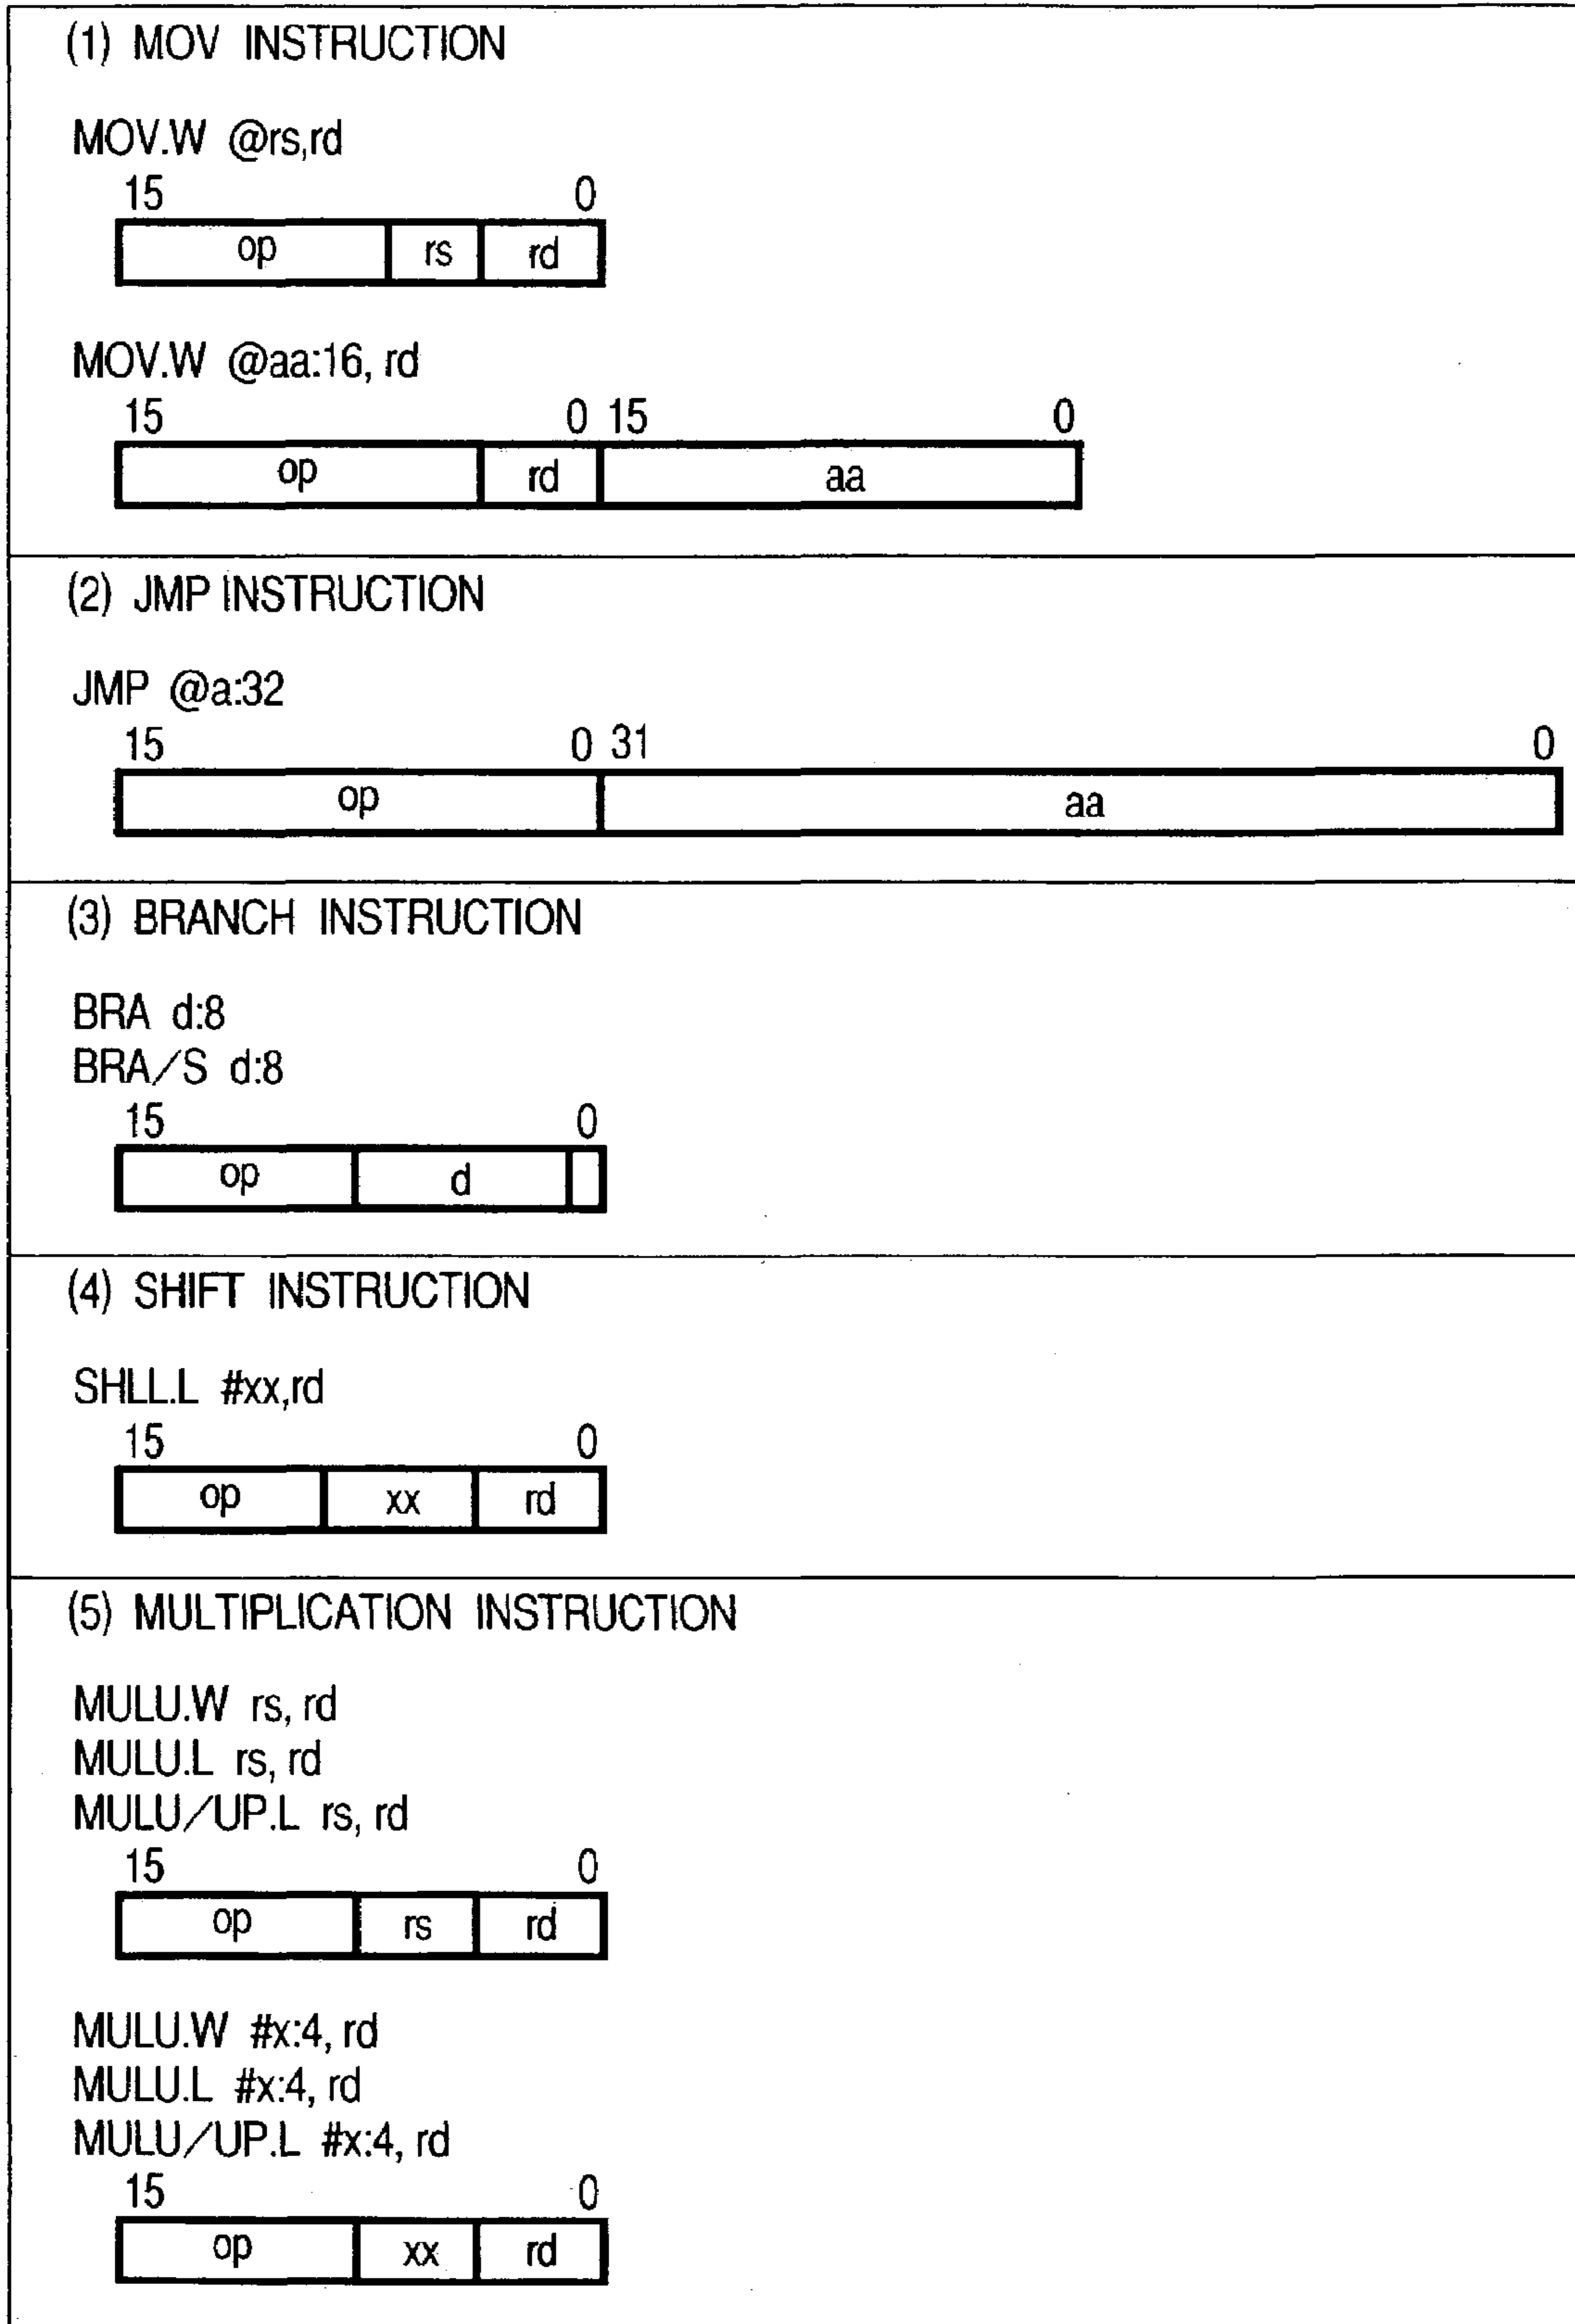 (1) MOV INSTRUCTION
MOV.W @rs,rd
15 0
op rs rd
MOV.W @aa:16, rd
15 0 15 0
op rd aa
(2) JMP INSTRUCTION
JMP @a:32
15 0 31 0
op aa
(3) BRANCH INSTRUCTION
BRA d:8
BRA/S d:8
15 0
op d
(4) SHIFT INSTRUCTION
SHLL.L #xx,rd
15 0
op xx rd
(5) MULTIPLICATION INSTRUCTION
MULU.W rs, rd
MULU.L rs, rd
MULU/UP.L rs, rd
15 0
op rs rd
MULU.W #x:4, rd
MULU.L #x:4, rd
MULU/UP.L #x:4, rd
15 0
op xx rd